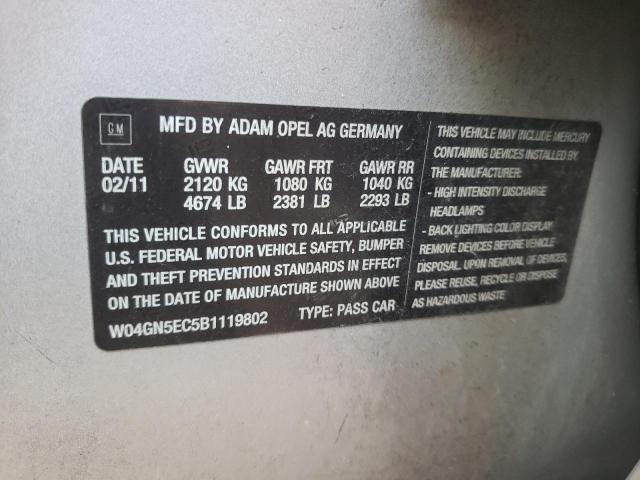 GM
MFD BY ADAM OPEL AG GERMANY
DATE GVWR GAWR FRT GAWR RR
02/11 2120 KG 1080 KG 1040 KG
4674 LB 2381 LB 2293 LB
THIS VEHICLE CONFORMS TO ALL APPLICABLE
U.S. FEDERAL MOTOR VEHICLE SAFETY, BUMPER
AND THEFT PREVENTION STANDARDS IN EFFECT
ON THE DATE OF MANUFACTURE SHOWN ABOVE
W04GN5EC5B1119802 TYPE: PASS CAR
THIS VEHICLE MAY INCLUDE MERCURY
CONTAINING DEVICES INSTALLED BY
THE MANUFACTURER:
- HIGH INTENSITY DISCHARGE
HEADLAMPS
- BACK LIGHTING COLOR DISPLAY
REMOVE DEVICES BEFORE VEHICLE
DISPOSAL. UPON REMOVAL OF DEVICES,
PLEASE REUSE, RECYCLE OR DISPOSE
AS HAZARDOUS WASTE